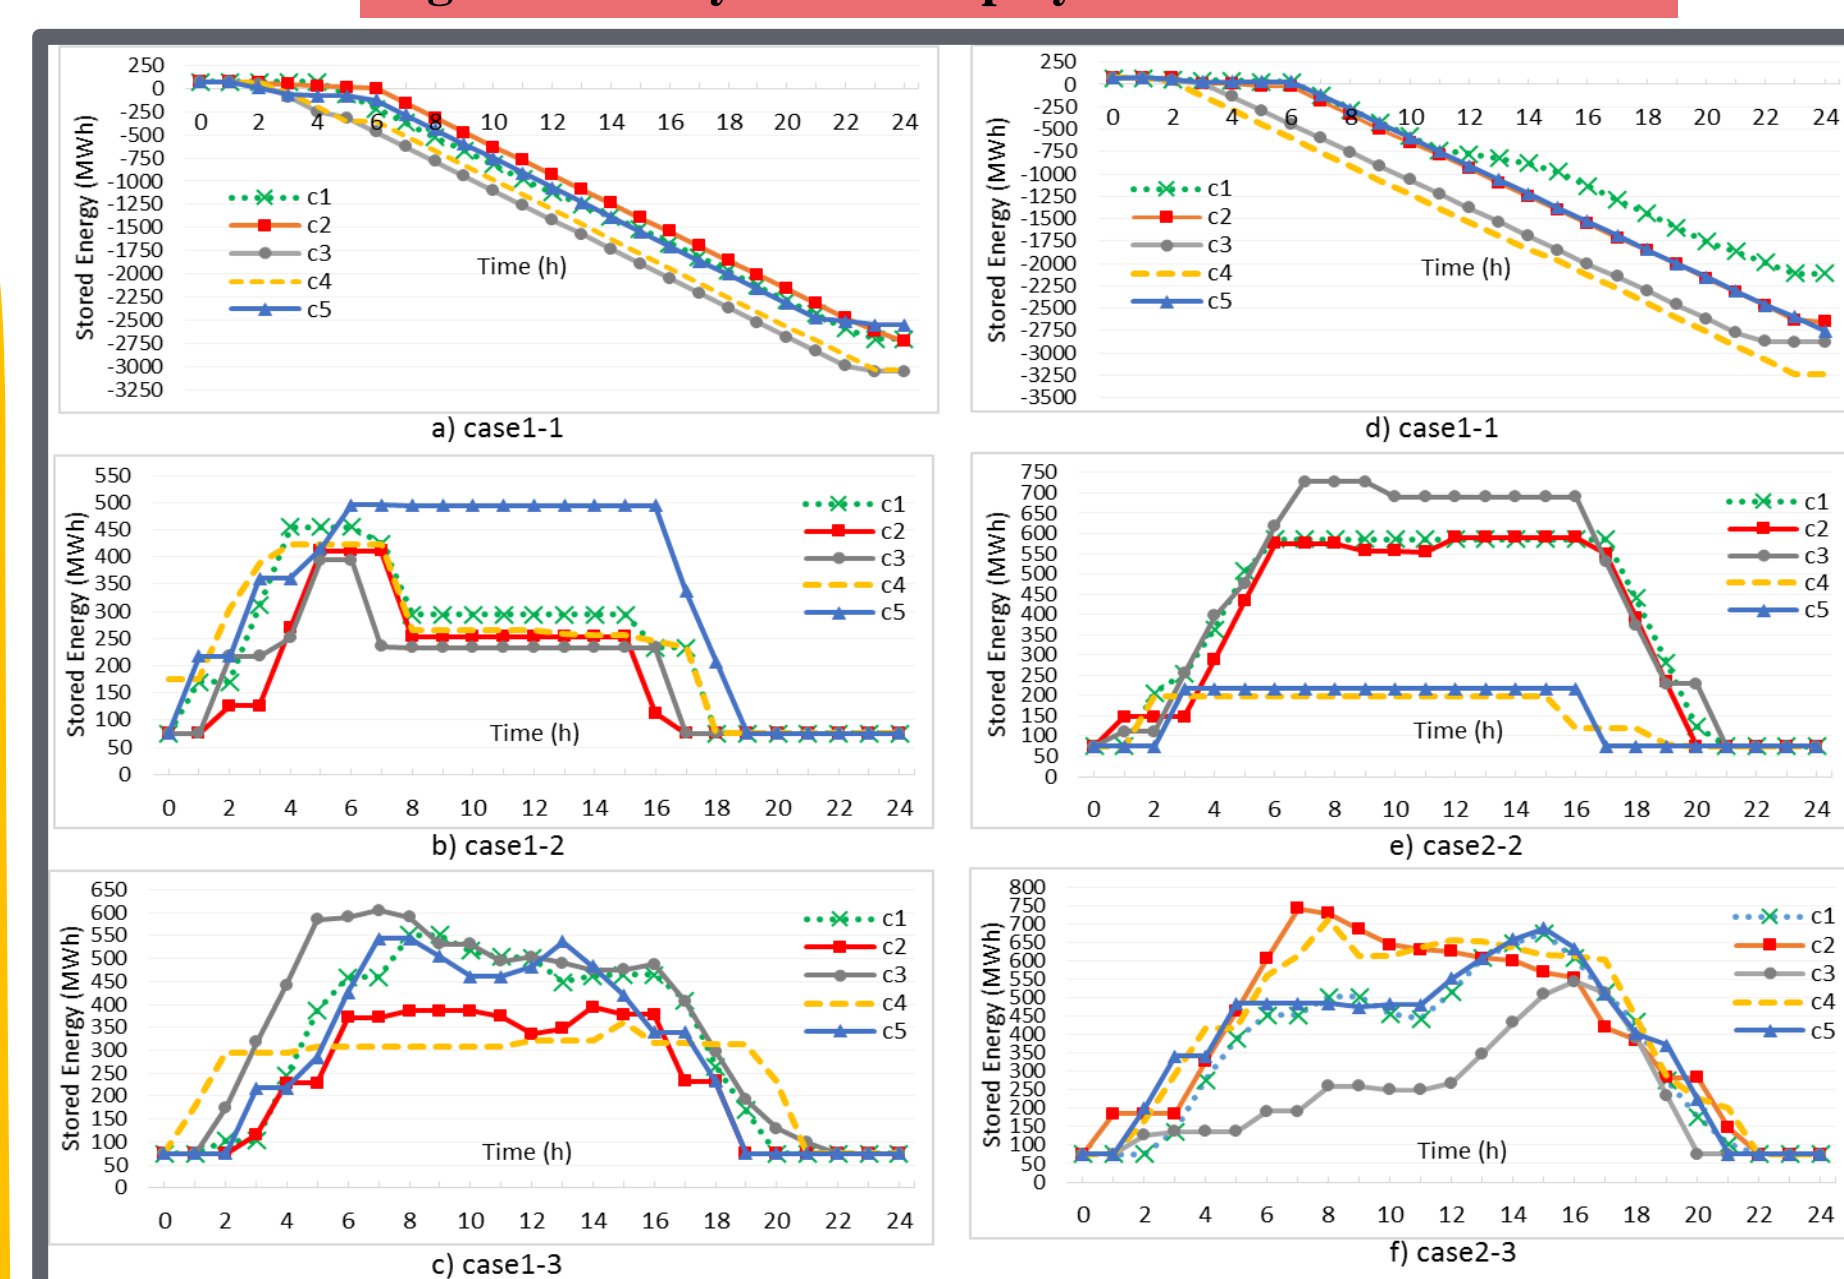 250
0
-250
-500
-750
-1000
-1250
-1500
-1750
-2000
-2250
-2500
-2750
-3000
-3250
Stored Energy (MWh)
0 2 4 6 8 10 12 14 16 18 20 22 24
c1
c2
c3
c4
c5
Time (h)
a) case1-1
250
0
-250
-500
-750
-1000
-1250
-1500
-1750
-2000
-2250
-2500
-2750
-3000
-3250
-3500
Stored Energy (MWh)
0 2 4 6 8 10 12 14 16 18 20 22 24
c1
c2
c3
c4
c5
Time (h)
d) case1-1
550
500
450
400
350
300
250
200
150
100
50
0
Stored Energy (MWh)
c1
c2
c3
c4
c5
Time (h)
0 2 4 6 8 10 12 14 16 18 20 22 24
b) case1-2
750
700
650
600
550
500
450
400
350
300
250
200
150
100
50
0
Stored Energy (MWh)
c1
c2
c3
c4
c5
Time (h)
0 2 4 6 8 10 12 14 16 18 20 22 24
e) case2-2
650
600
550
500
450
400
350
300
250
200
150
100
50
0
Stored Energy (MWh)
c1
c2
c3
c4
c5
Time (h)
0 2 4 6 8 10 12 14 16 18 20 22 24
c) case1-3
800
750
700
650
600
550
500
450
400
350
300
250
200
150
100
50
0
Stored Energy (MWh)
c1
c2
c3
c4
c5
Time (h)
0 2 4 6 8 10 12 14 16 18 20 22 24
f) case2-3